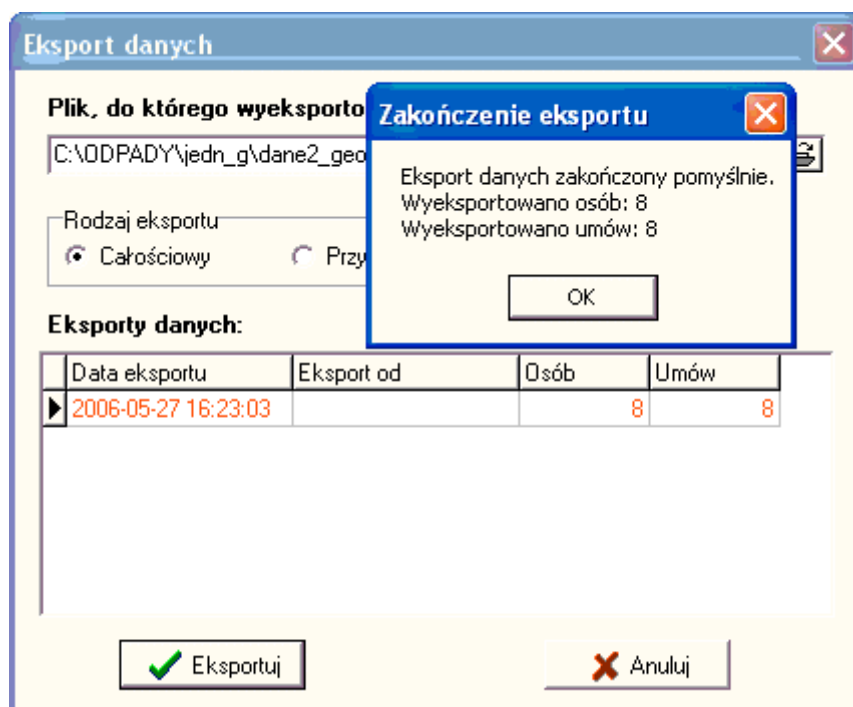 Eksport danych
Plik, do którego wyeksporto
C:\ODPADY\jedn_g\dane2_geo
Rodzaj eksportu
Całościowy
Przy
Zakończenie eksportu
Eksport danych zakończony pomyślnie.
Wyeksportowano osób: 8
Wyeksportowano umów: 8
OK
Eksporty danych:
Data eksportu Eksport od Osób Umów
2006-05-27 16:23:03 8 8
Eksportuj Anuluj